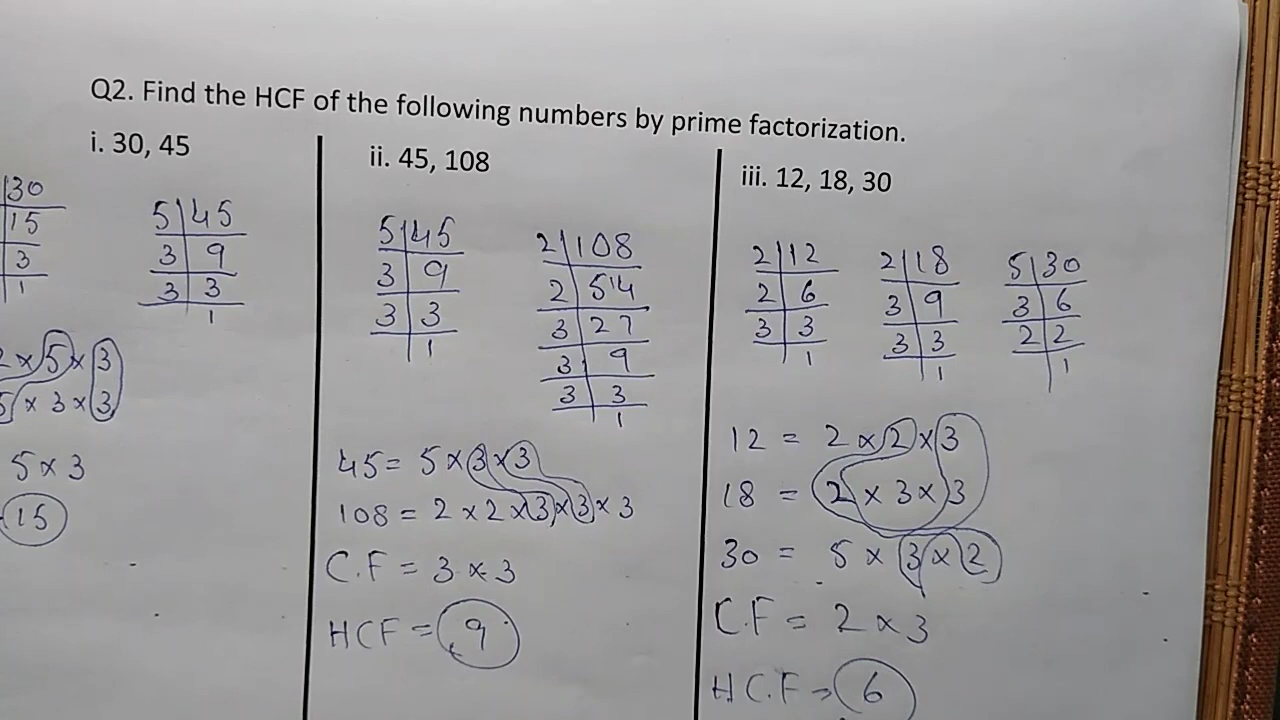 Q2. Find the HCF of the following numbers by prime factorization.
i. 30, 45
30
15
3
1
5 45
3 9
3 3
1
2 × 5 × 3
5 × 3 × 3
5 × 3
15
ii. 45, 108
5 45
3 9
3 3
1
2 108
2 54
3 27
3 9
3 3
1
45 = 5 × 3 × 3
108 = 2 × 2 × 3 × 3 × 3
C.F = 3 × 3
HCF = 9
iii. 12, 18, 30
2 12
2 6
3 3
1
2 18
3 9
3 3
1
5 30
3 6
2 2
1
12 = 2 × 2 × 3
18 = 2 × 3 × 3
30 = 5 × 3 × 2
C.F = 2 × 3
H.C.F = 6